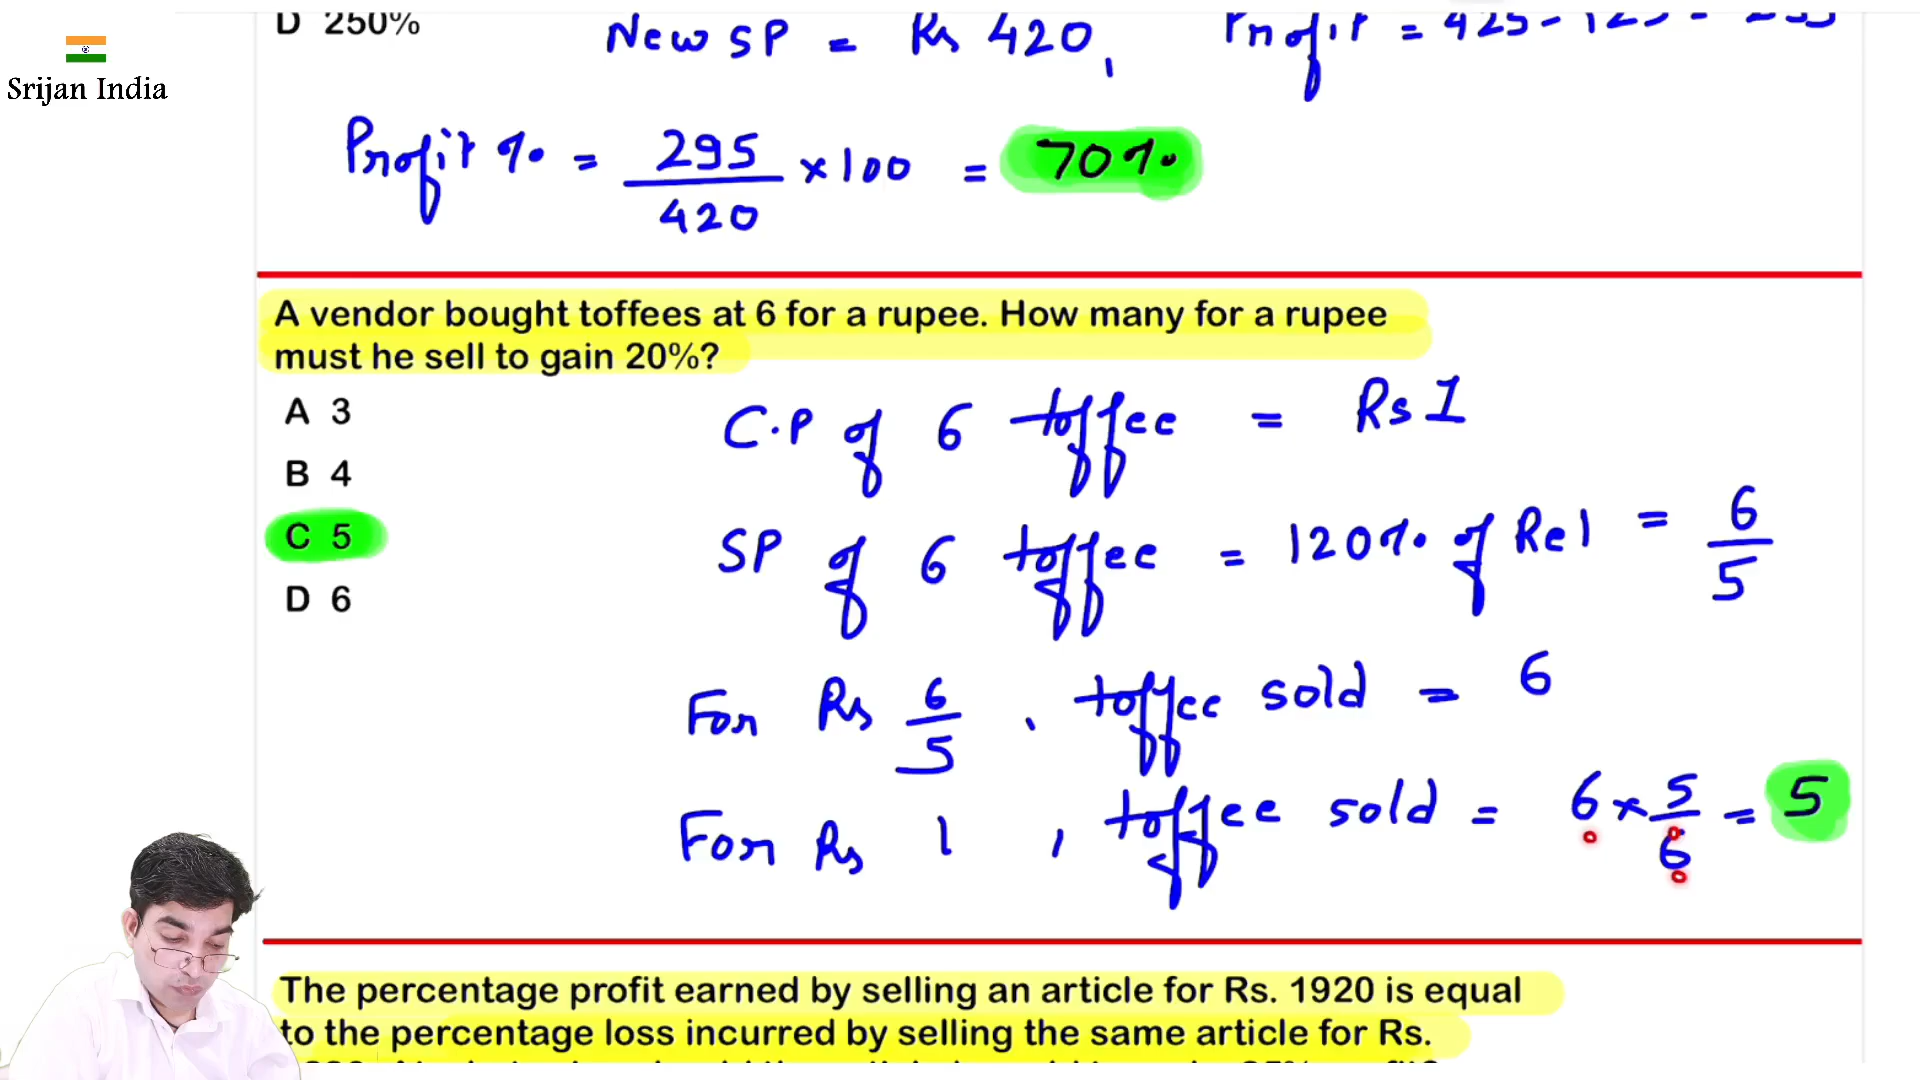 D 250%
New SP = Rs 420, Profit = 425 -
Srijan India
Profit % = 295/420 × 100 = 70%
A vendor bought toffees at 6 for a rupee. How many for a rupee
must he sell to gain 20%?
A 3
B 4
C 5
D 6
C.P of 6 toffee = Rs 1
SP of 6 toffee = 120% of Re 1 = 6/5
For Rs 6/5 , toffee sold = 6
For Rs 1 , toffee sold = 6 × 5/6 = 5
The percentage profit earned by selling an article for Rs. 1920 is equal
to the percentage loss incurred by selling the same article for Rs.